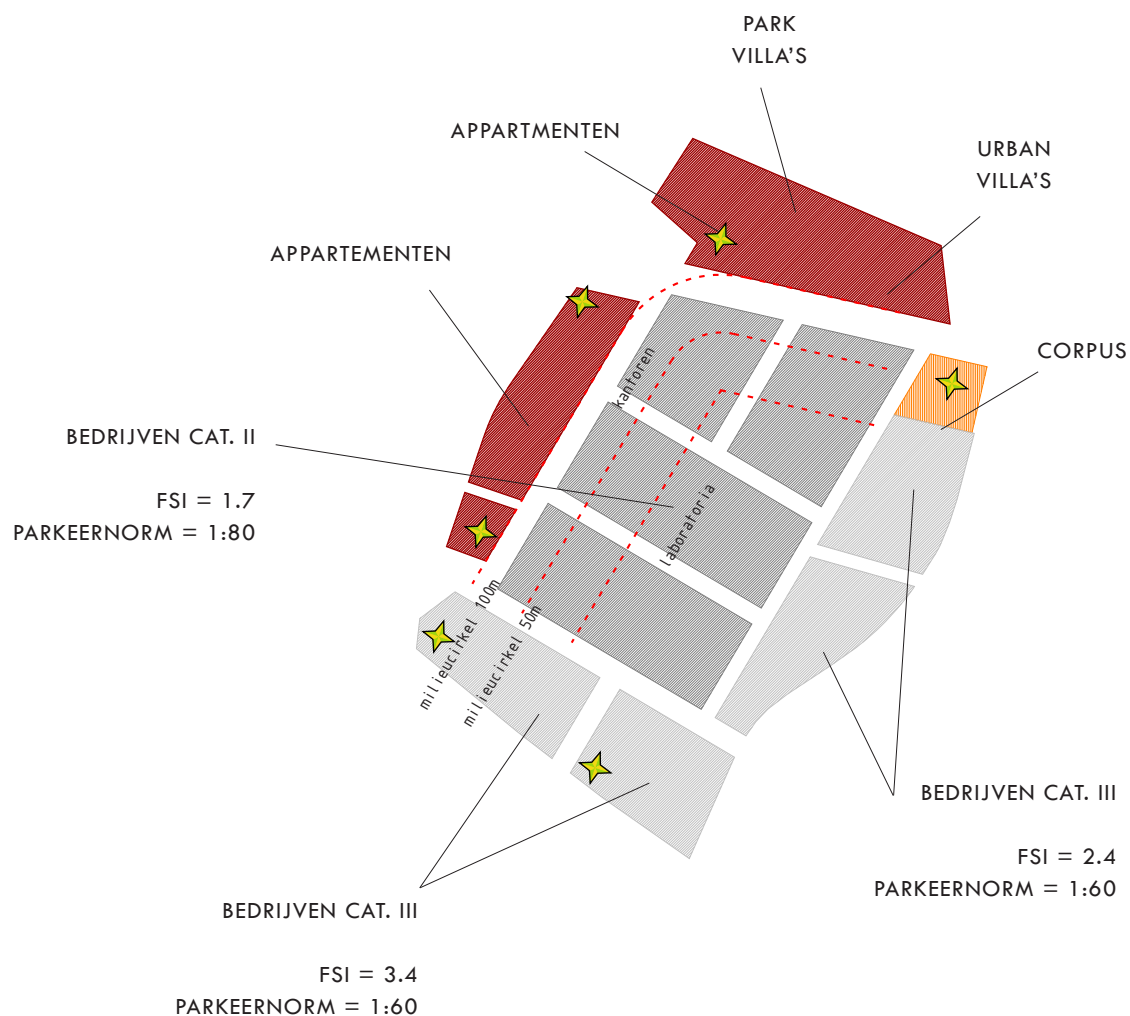 PARK
VILLA'S
APPARTMENTEN
URBAN
VILLA'S
APPARTEMENTEN
CORPUS
kantoren
BEDRIJVEN CAT. II
FSI = 1.7
PARKEERNORM = 1:80
laboratoria
milieucirkel 100m
milieucirkel 50m
BEDRIJVEN CAT. III
FSI = 2.4
PARKEERNORM = 1:60
BEDRIJVEN CAT. III
FSI = 3.4
PARKEERNORM = 1:60